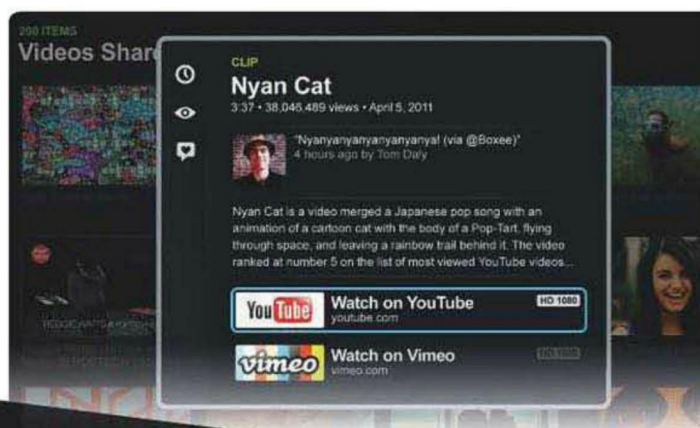 200 ITEMS
Videos Shar
CLIP
Nyan Cat
3:37 • 38,046,489 views • April 5, 2011
"Nyanyanyanyanyanyanya! (via @Boxee)"
4 hours ago by Tom Daly
Nyan Cat is a video merged a Japanese pop song with an
animation of a cartoon cat with the body of a Pop-Tart, flying
through space, and leaving a rainbow trail behind it. The video
ranked at number 5 on the list of most viewed YouTube videos...
YouTube
Watch on YouTube
HD 1080
youtube.com
vimeo
Watch on Vimeo
HD 1080
vimeo.com